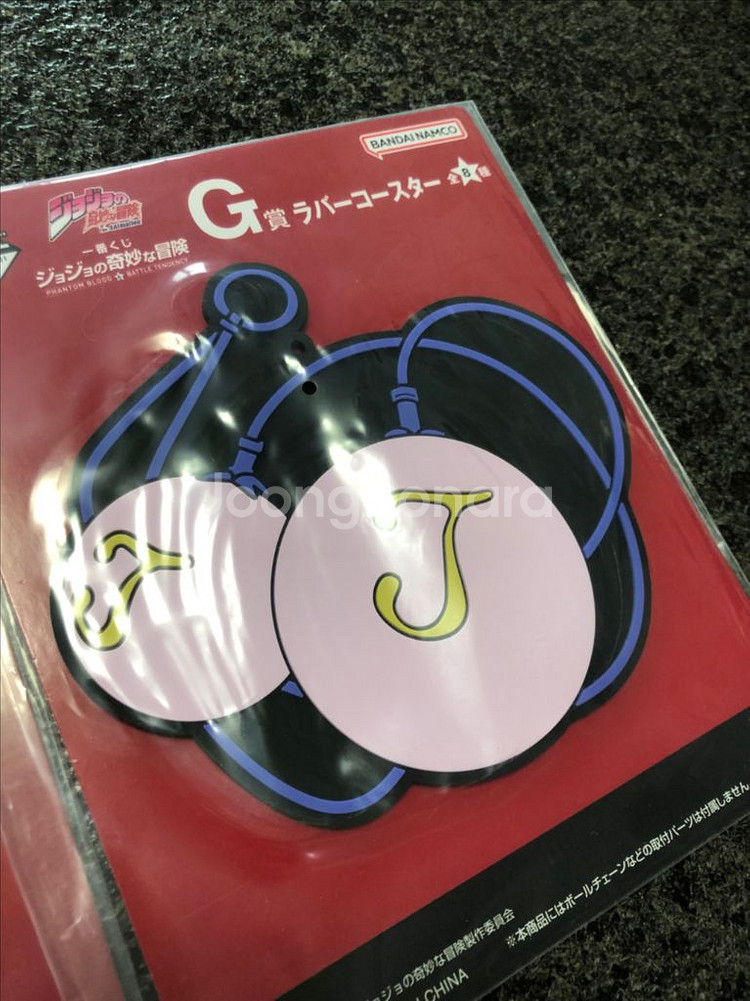 BANDAI NAMCO
ジョジョの
奇妙な冒険
G賞 ラバーコースター 全8種
一番くじ
ジョジョの奇妙な冒険
PHANTOM BLOOD ☆ BATTLE TENDENCY
J
J
※本商品にはボールチェーンなどの取付パーツは付属しません
ジョジョの奇妙な冒険製作委員会
CHINA